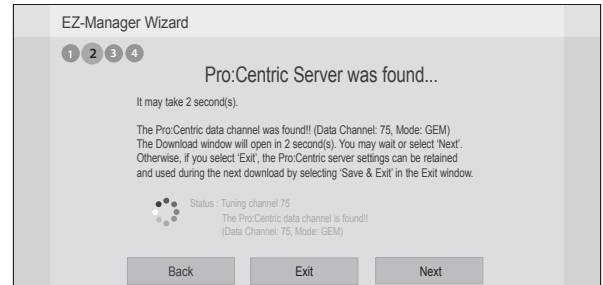 EZ-Manager Wizard
1 2 3 4
Pro:Centric Server was found...
It may take 2 second(s).
The Pro:Centric data channel was found!! (Data Channel: 75, Mode: GEM)
The Download window will open in 2 second(s). You may wait or select ‘Next’.
Otherwise, if you select ‘Exit’, the Pro:Centric server settings can be retained
and used during the next download by selecting ‘Save & Exit’ in the Exit window.
Status : Tuning channel 75
The Pro:Centric data channel is found!!
(Data Channel: 75, Mode: GEM)
Back Exit Next